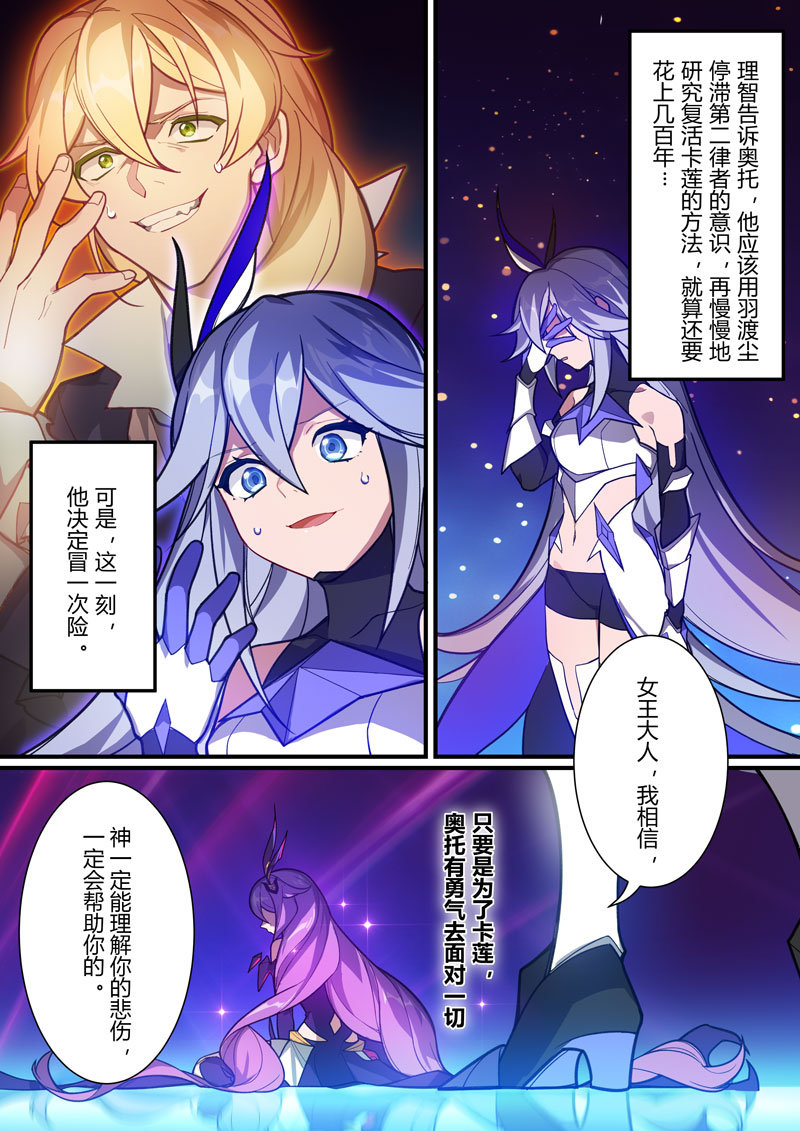 理智告诉奥托，他应该用羽渡尘
停滞第二律者的意识，再慢慢地
研究复活卡莲的方法，就算还要
花上几百年…
可是，这一刻，
他决定冒一次险。
女王大人，我相信，
只要是为了卡莲，
奥托有勇气去面对一切
神一定能理解你的悲伤，
一定会帮助你的。